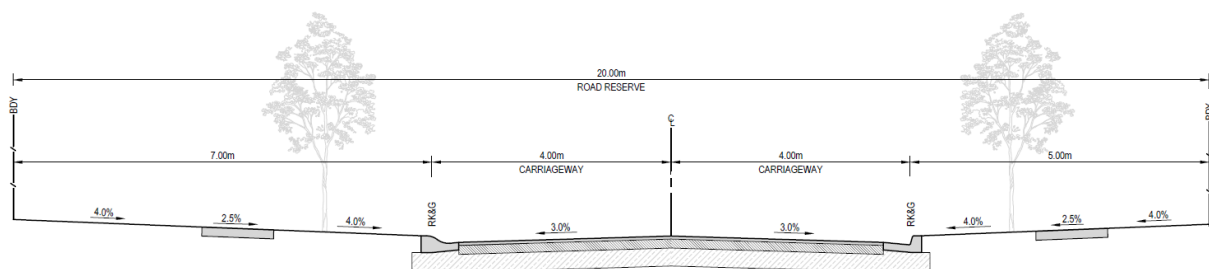 20.00m
ROAD RESERVE
BDY
BDY
℄
7.00m
4.00m
4.00m
5.00m
CARRIAGEWAY
CARRIAGEWAY
RK&G
RK&G
4.0%
2.5%
4.0%
3.0%
3.0%
4.0%
2.5%
4.0%